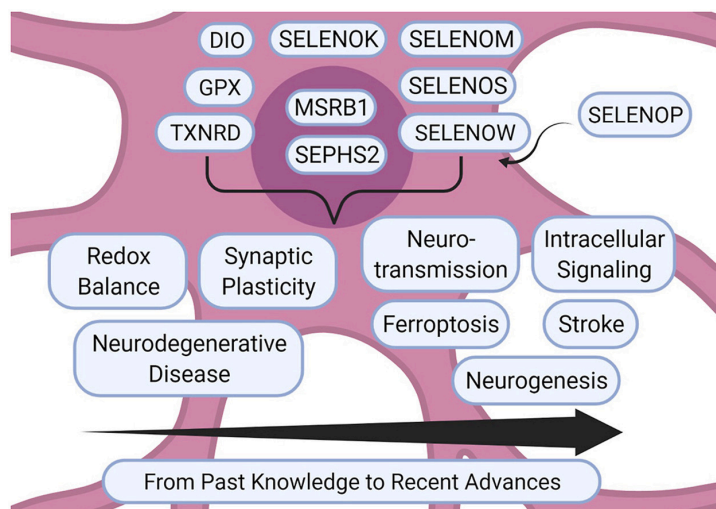 DIO
SELENOK
SELENOM
GPX
MSRB1
SELENOS
TXNRD
SEPHS2
SELENOW
SELENOP
Redox
Balance
Synaptic
Plasticity
Neuro-
transmission
Intracellular
Signaling
Ferroptosis
Stroke
Neurodegenerative
Disease
Neurogenesis
From Past Knowledge to Recent Advances